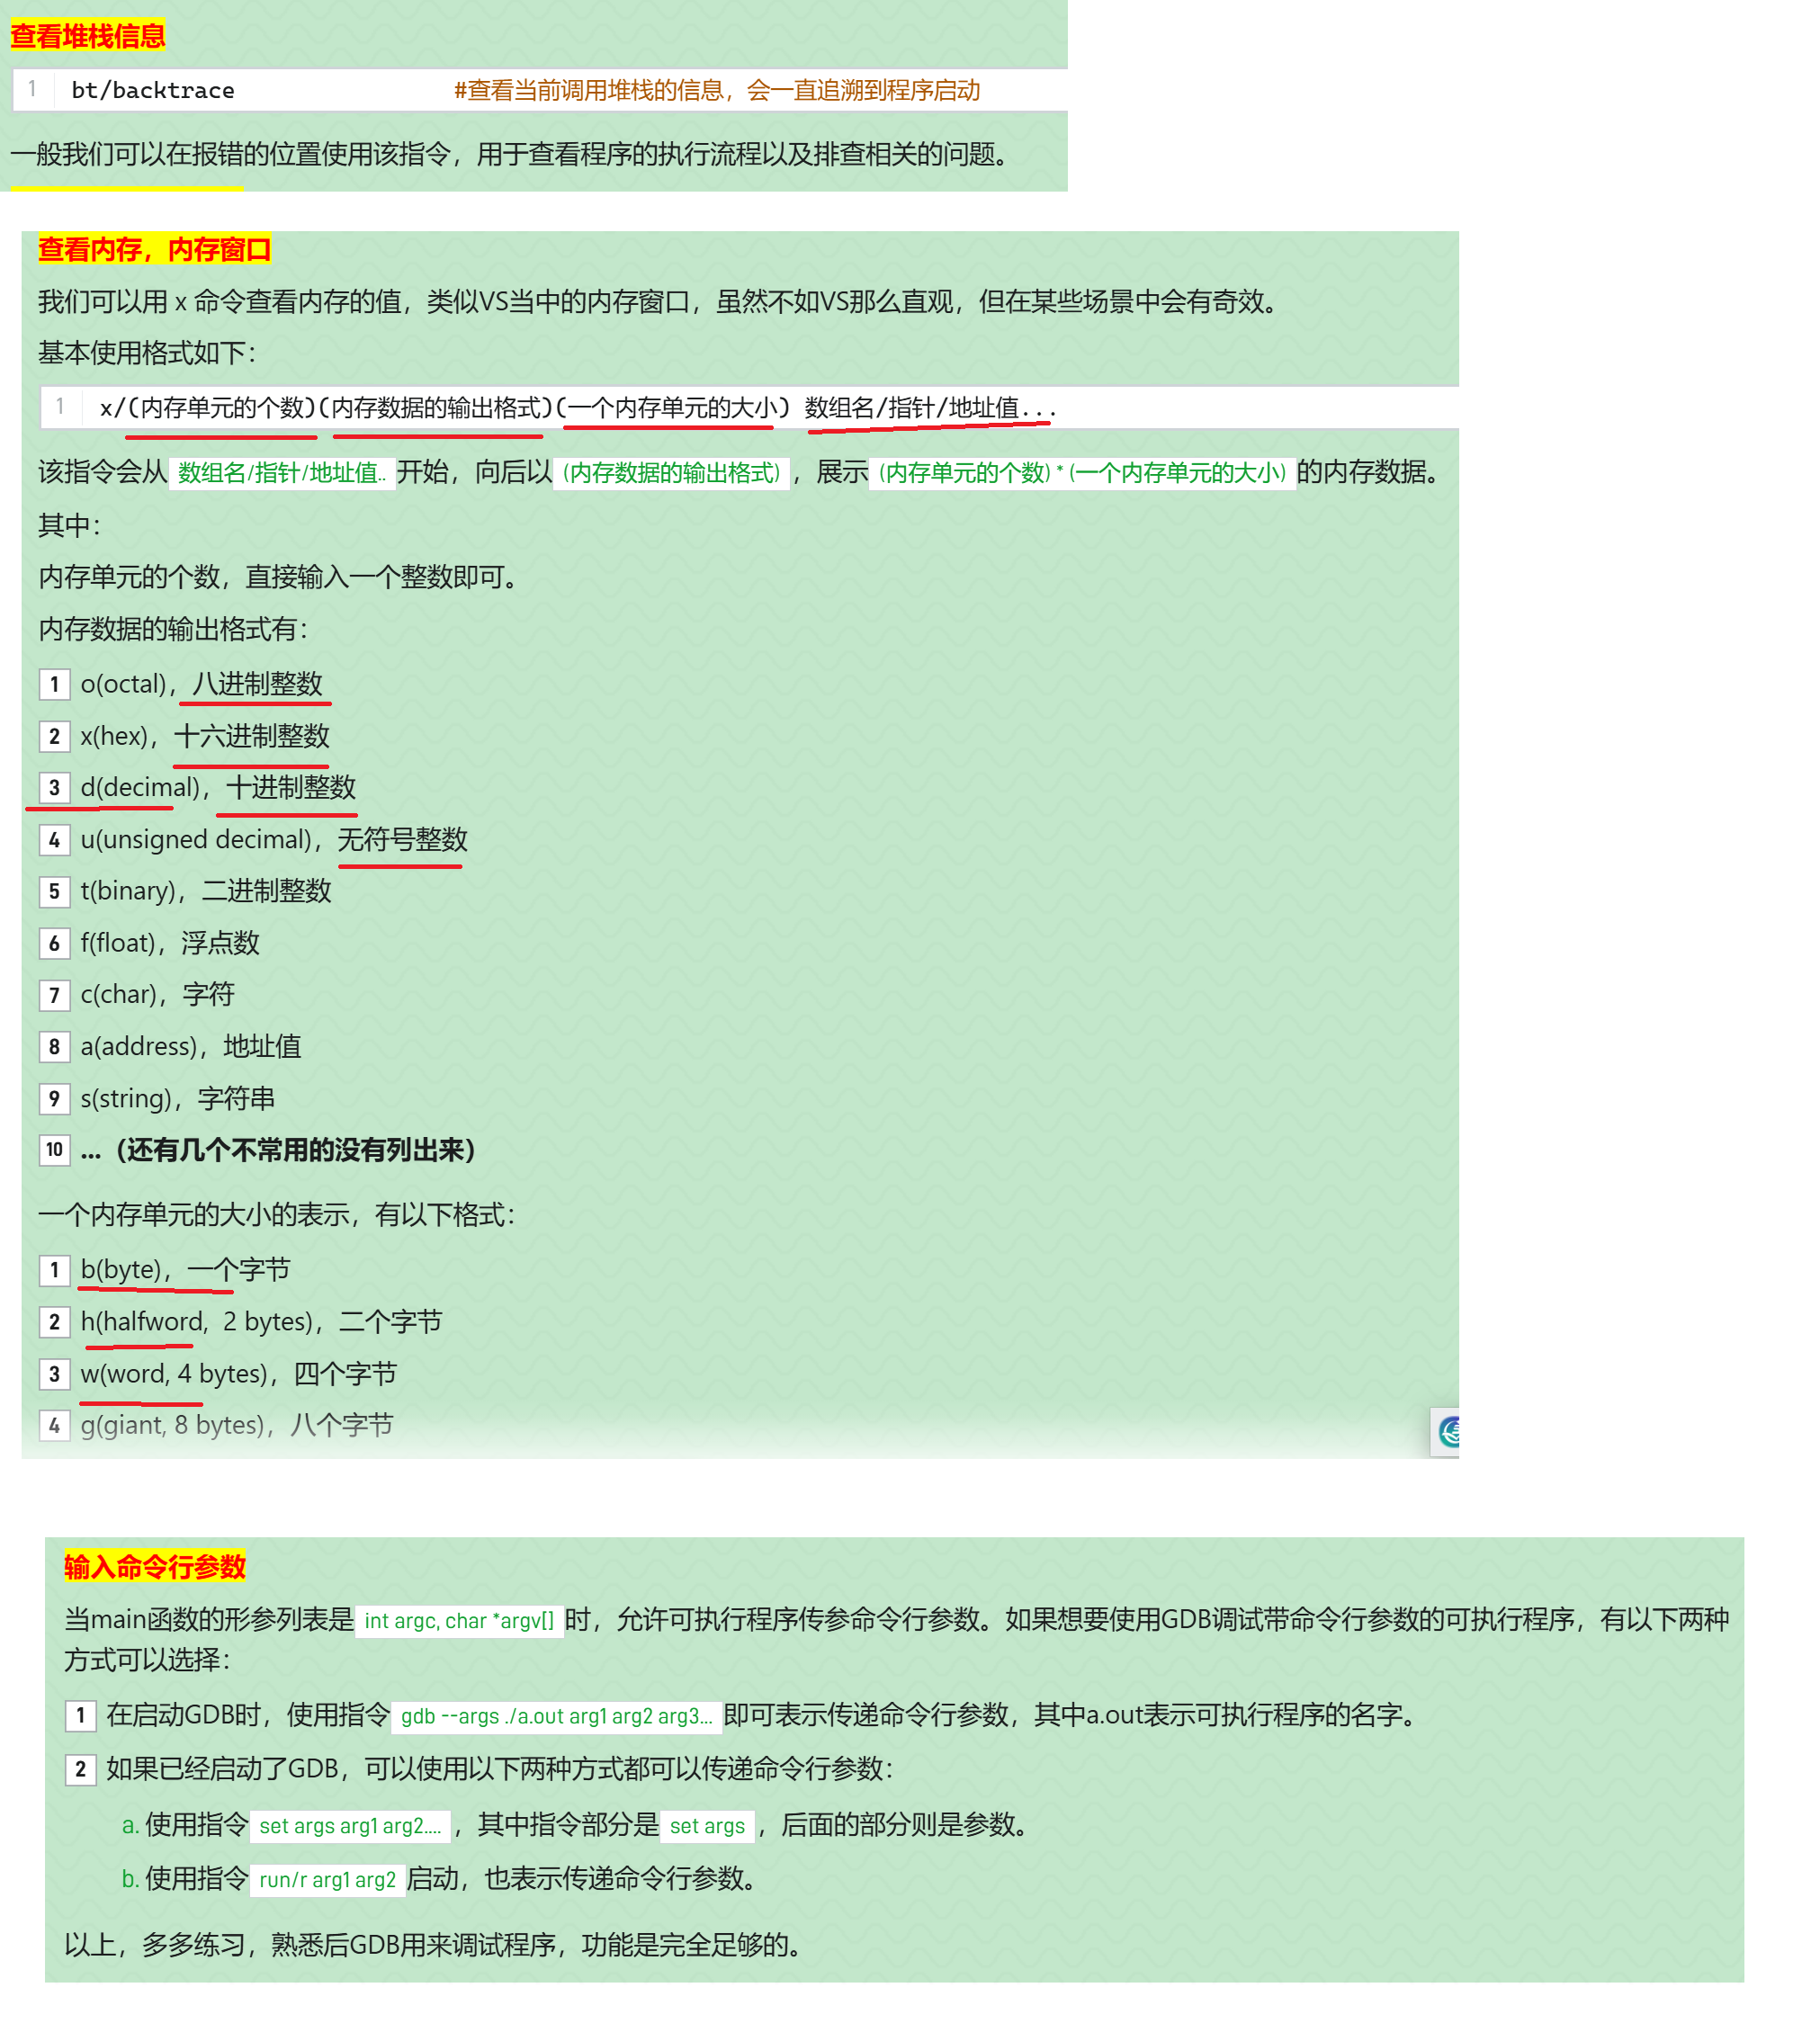 查看堆栈信息
1 bt/backtrace #查看当前调用堆栈的信息，会一直追溯到程序启动
一般我们可以在报错的位置使用该指令，用于查看程序的执行流程以及排查相关的问题。
查看内存，内存窗口
我们可以用 x 命令查看内存的值，类似VS当中的内存窗口，虽然不如VS那么直观，但在某些场景中会有奇效。
基本使用格式如下：
1 x/(内存单元的个数)(内存数据的输出格式)(一个内存单元的大小) 数组名/指针/地址值...
该指令会从 数组名/指针/地址值.. 开始，向后以 (内存数据的输出格式) ，展示 (内存单元的个数) * (一个内存单元的大小) 的内存数据。
其中：
内存单元的个数，直接输入一个整数即可。
内存数据的输出格式有：
1 o(octal)，八进制整数
2 x(hex)，十六进制整数
3 d(decimal)，十进制整数
4 u(unsigned decimal)，无符号整数
5 t(binary)，二进制整数
6 f(float)，浮点数
7 c(char)，字符
8 a(address)，地址值
9 s(string)，字符串
10 ...（还有几个不常用的没有列出来）
一个内存单元的大小的表示，有以下格式：
1 b(byte)，一个字节
2 h(halfword，2 bytes)，二个字节
3 w(word, 4 bytes)，四个字节
4 g(giant, 8 bytes)，八个字节
输入命令行参数
当main函数的形参列表是 int argc, char *argv[] 时，允许可执行程序传参命令行参数。如果想要使用GDB调试带命令行参数的可执行程序，有以下两种
方式可以选择：
1 在启动GDB时，使用指令 gdb --args ./a.out arg1 arg2 arg3... 即可表示传递命令行参数，其中a.out表示可执行程序的名字。
2 如果已经启动了GDB，可以使用以下两种方式都可以传递命令行参数：
a. 使用指令 set args arg1 arg2.... ，其中指令部分是 set args ，后面的部分则是参数。
b. 使用指令 run/r arg1 arg2 启动，也表示传递命令行参数。
以上，多多练习，熟悉后GDB用来调试程序，功能是完全足够的。